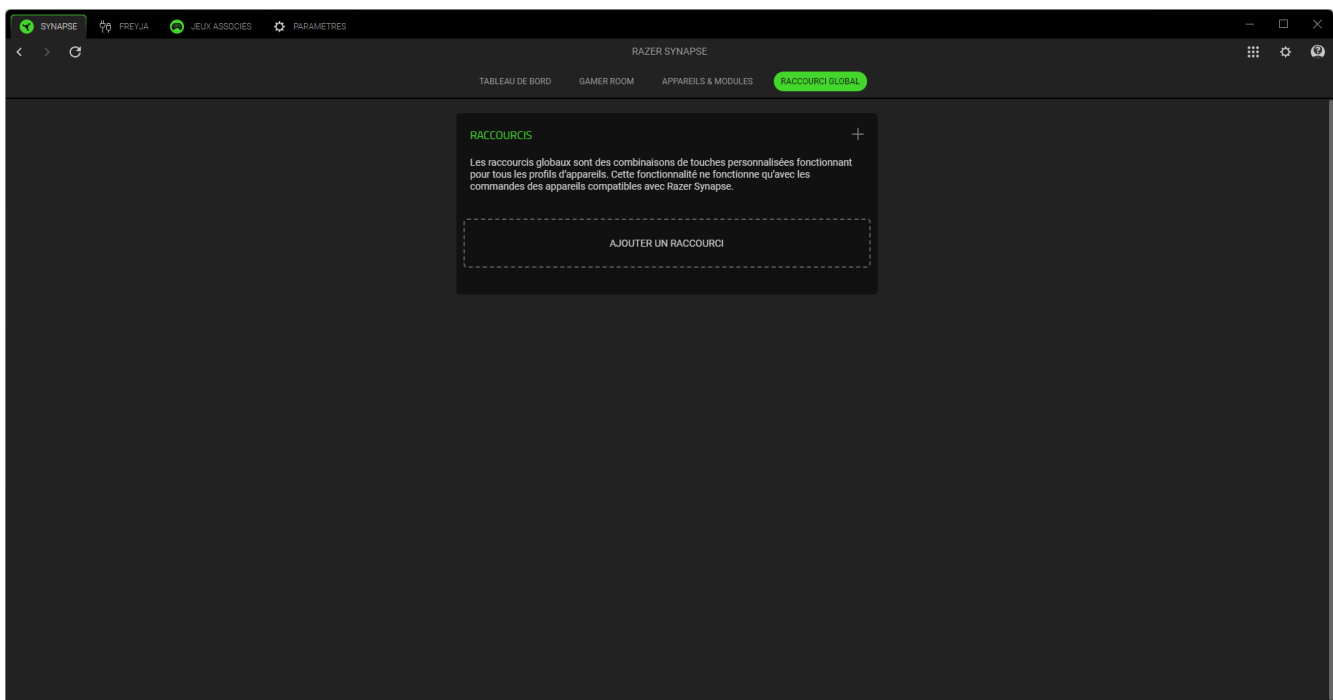 SYNAPSE
FREYJA
JEUX ASSOCIÉS
PARAMÈTRES
RAZER SYNAPSE
TABLEAU DE BORD
GAMER ROOM
APPAREILS & MODULES
RACCOURCI GLOBAL
RACCOURCIS
Les raccourcis globaux sont des combinaisons de touches personnalisées fonctionnant
pour tous les profils d'appareils. Cette fonctionnalité ne fonctionne qu'avec les
commandes des appareils compatibles avec Razer Synapse.
AJOUTER UN RACCOURCI